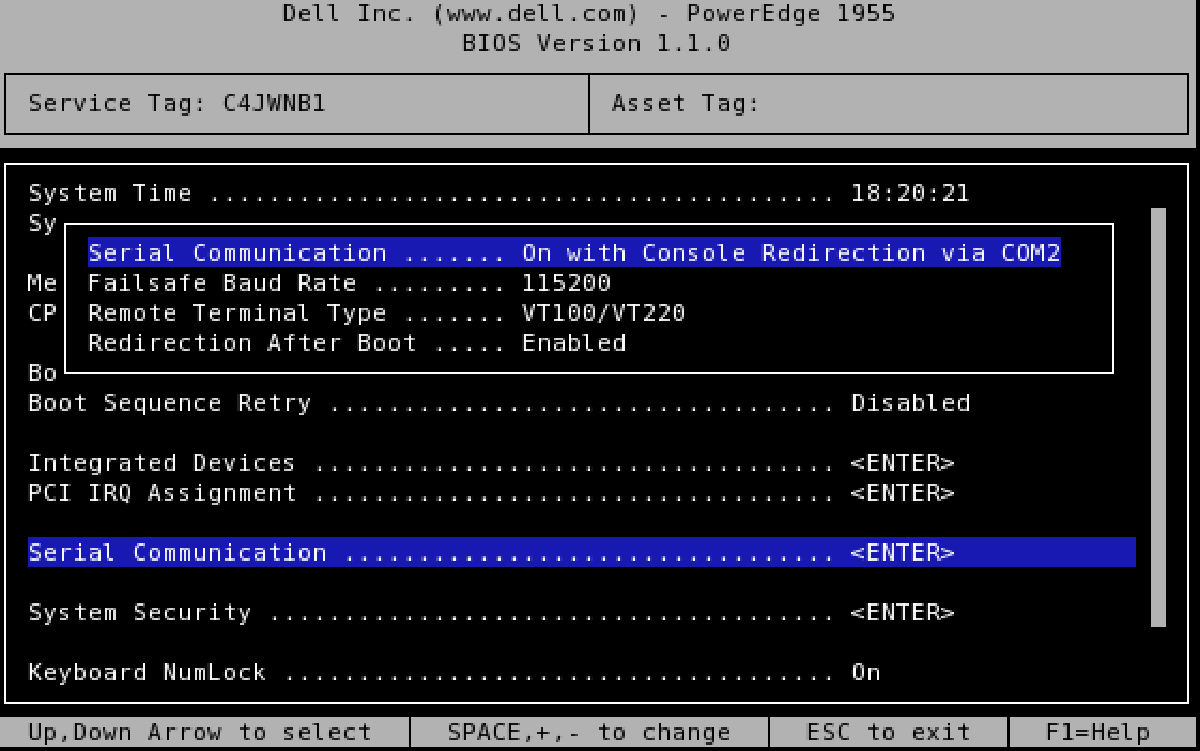 Dell Inc. (www.dell.com) - PowerEdge 1955
BIOS Version 1.1.0
Service Tag: C4JWNB1 Asset Tag:
System Time .......................................... 18:20:21
Sy
Serial Communication ....... On with Console Redirection via COM2
Me Failsafe Baud Rate ......... 115200
CP Remote Terminal Type ....... VT100/VT220
Redirection After Boot ..... Enabled
Bo
Boot Sequence Retry .................................. Disabled
Integrated Devices ................................... <ENTER>
PCI IRQ Assignment ................................... <ENTER>
Serial Communication ................................. <ENTER>
System Security ...................................... <ENTER>
Keyboard NumLock ..................................... On
Up,Down Arrow to select SPACE,+,- to change ESC to exit F1=Help